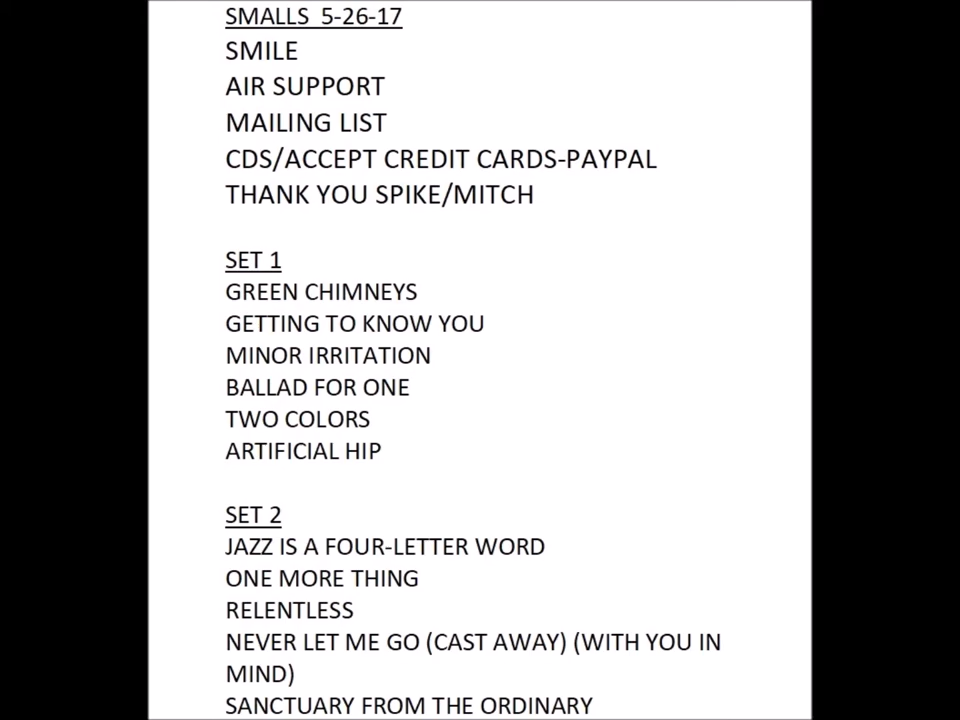 SMALLS 5-26-17
SMILE
AIR SUPPORT
MAILING LIST
CDS/ACCEPT CREDIT CARDS-PAYPAL
THANK YOU SPIKE/MITCH
SET 1
GREEN CHIMNEYS
GETTING TO KNOW YOU
MINOR IRRITATION
BALLAD FOR ONE
TWO COLORS
ARTIFICIAL HIP
SET 2
JAZZ IS A FOUR-LETTER WORD
ONE MORE THING
RELENTLESS
NEVER LET ME GO (CAST AWAY) (WITH YOU IN
MIND)
SANCTUARY FROM THE ORDINARY